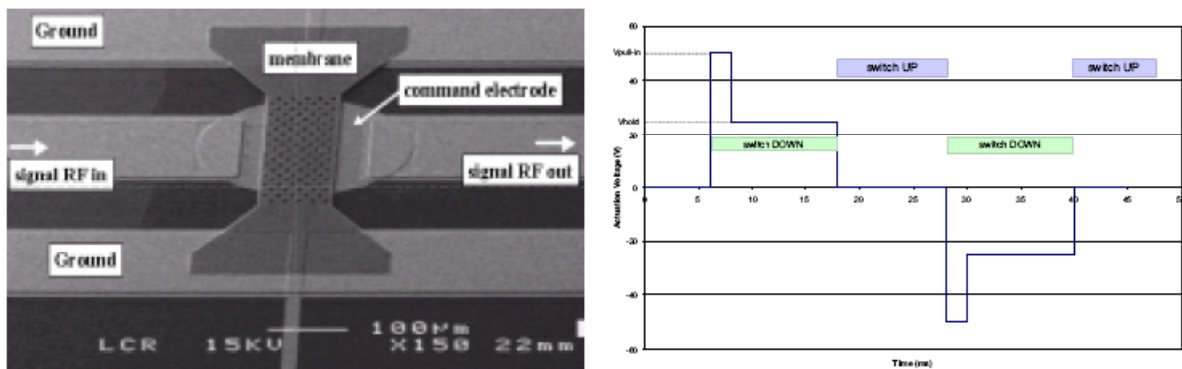 Ground
membrane
command electrode
signal RF in
signal RF out
Ground
100µm
LCR 15KV X150 22mm
60
Vpull-in
40
switch UP
switch UP
Vhold
20
switch DOWN
switch DOWN
Actuation Voltage (V)
0
0 5 10 15 20 25 30 35 40 45 50
-20
-40
-60
Time (ms)